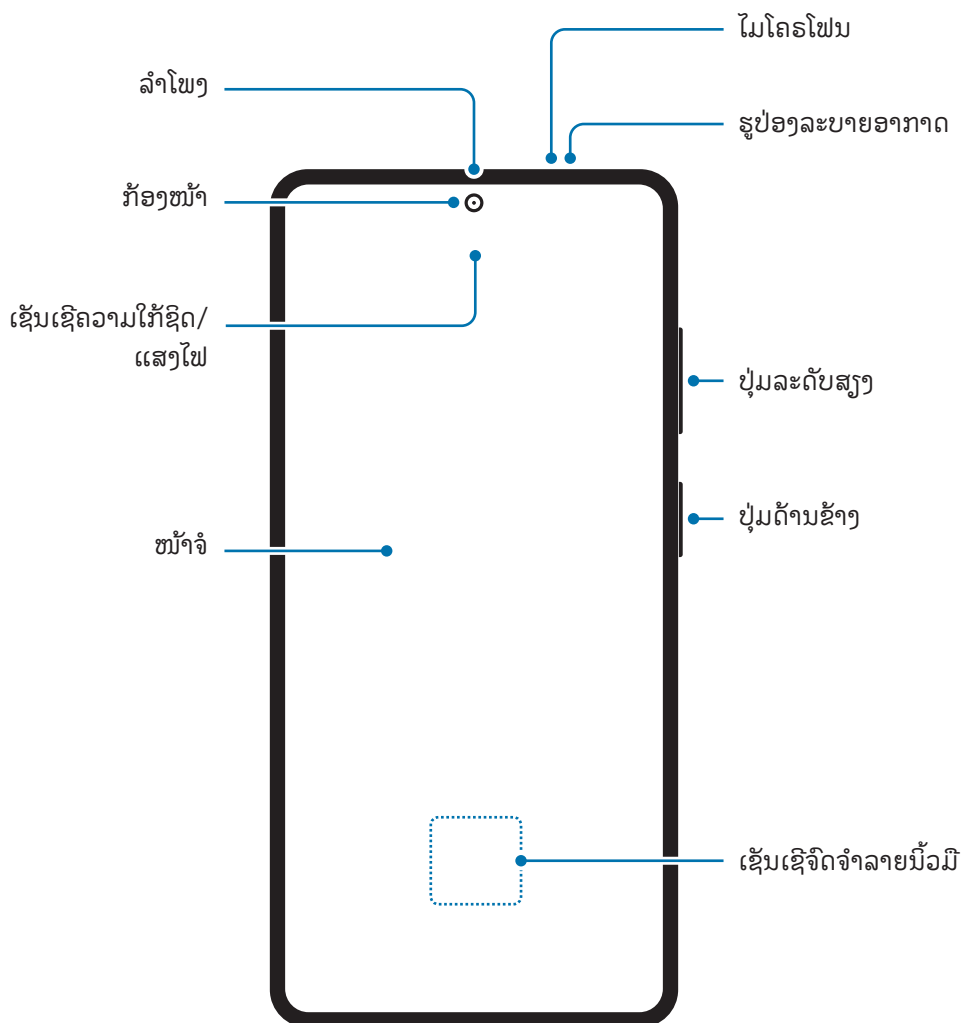 ໄມໂຄຣໂຟນ
ລຳໂພງ
ຮູປ່ອງລະບາຍອາກາດ
ກ້ອງໜ້າ
ເຊັນເຊີຄວາມໃກ້ຊິດ/
ແສງໄຟ
ປຸ່ມລະດັບສຽງ
ປຸ່ມດ້ານຂ້າງ
ໜ້າຈໍ
ເຊັນເຊີຈົດຈຳລາຍນິ້ວມື